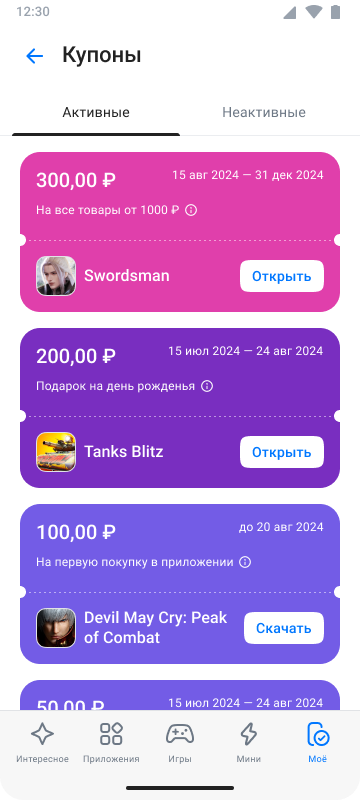 12:30
Купоны
Активные
Неактивные
300,00 ₽
15 авг 2024 — 31 дек 2024
На все товары от 1000 ₽
Swordsman
Открыть
200,00 ₽
15 июл 2024 — 24 авг 2024
Подарок на день рожденья
Tanks Blitz
Открыть
100,00 ₽
до 20 авг 2024
На первую покупку в приложении
Devil May Cry: Peak
of Combat
Скачать
50,00 ₽
15 июл 2024 — 24 авг 2024
Интересное
Приложения
Игры
Мини
Моё